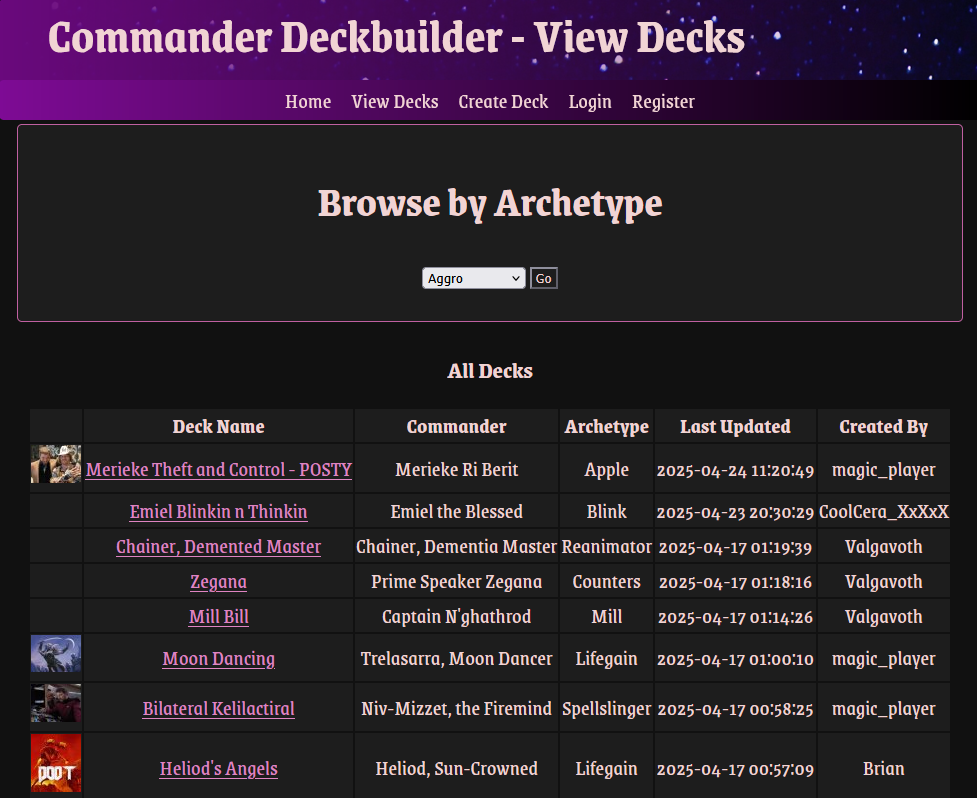 Commander Deckbuilder - View Decks
Home View Decks Create Deck Login Register
Browse by Archetype
Aggro Go
All Decks
Deck Name Commander Archetype Last Updated Created By
Merieke Theft and Control - POSTY Merieke Ri Berit Apple 2025-04-24 11:20:49 magic_player
Emiel Blinkin n Thinkin Emiel the Blessed Blink 2025-04-23 20:30:29 CoolCera_XxXxX
Chainer, Demented Master Chainer, Dementia Master Reanimator 2025-04-17 01:19:39 Valgavoth
Zegana Prime Speaker Zegana Counters 2025-04-17 01:18:16 Valgavoth
Mill Bill Captain N'ghathrod Mill 2025-04-17 01:14:26 Valgavoth
Moon Dancing Trelasarra, Moon Dancer Lifegain 2025-04-17 01:00:10 magic_player
Bilateral Kelilactiral Niv-Mizzet, the Firemind Spellslinger 2025-04-17 00:58:25 magic_player
Heliod's Angels Heliod, Sun-Crowned Lifegain 2025-04-17 00:57:09 Brian